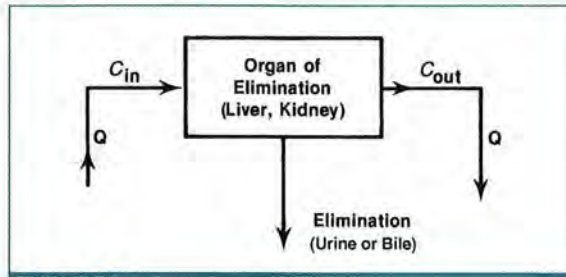 C_in
Organ of
Elimination
(Liver, Kidney)
C_out
Q
Q
Elimination
(Urine or Bile)